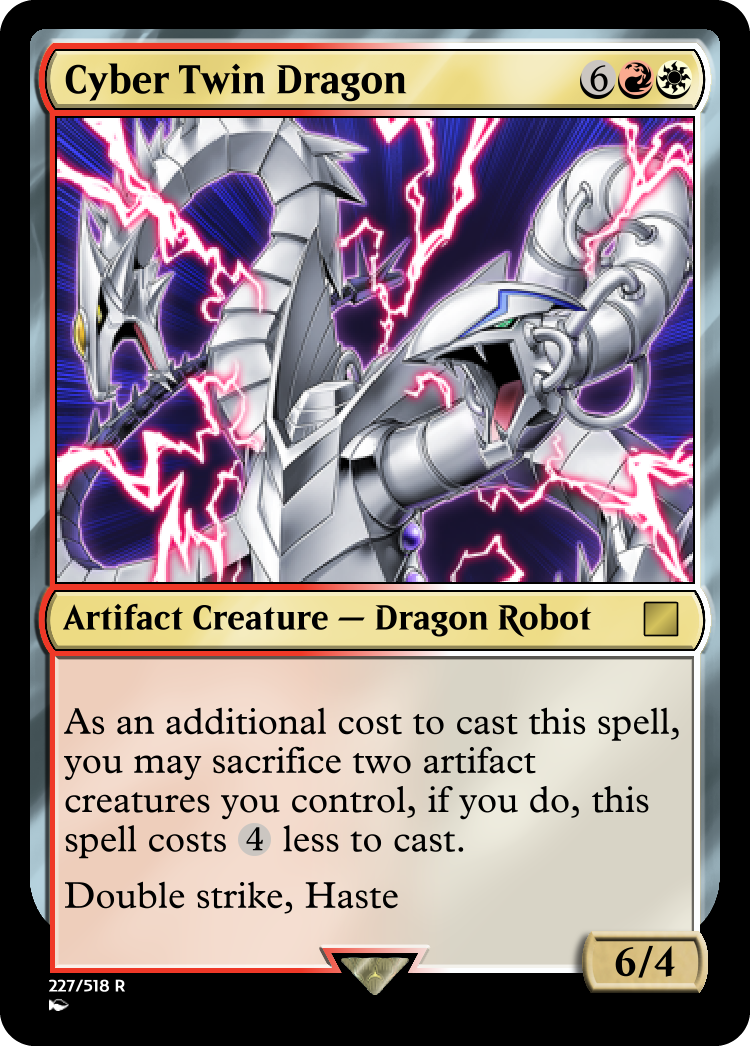 Cyber Twin Dragon 6
Artifact Creature — Dragon Robot
As an additional cost to cast this spell,
you may sacrifice two artifact
creatures you control, if you do, this
spell costs 4 less to cast.
Double strike, Haste
6/4
227/518 R